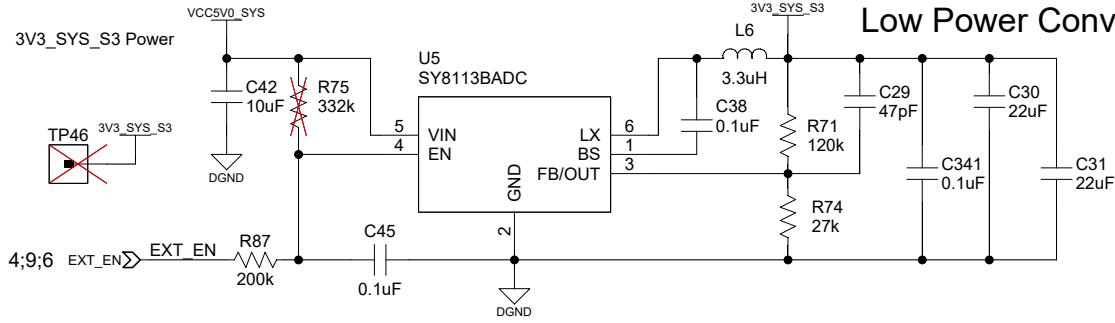 VCC5V0_SYS
3V3_SYS_S3
Low Power Conv
3V3_SYS_S3 Power
L6
3.3uH
U5
SY8113BADC
C42
10uF
R75
332k
C29
47pF
C30
22uF
C38
0.1uF
TP46
3V3_SYS_S3
5 VIN
4 EN
LX 6
BS 1
FB/OUT 3
GND
2
R71
120k
C341
0.1uF
C31
22uF
DGND
R74
27k
4;9;6 EXT_EN EXT_EN
R87
200k
C45
0.1uF
DGND